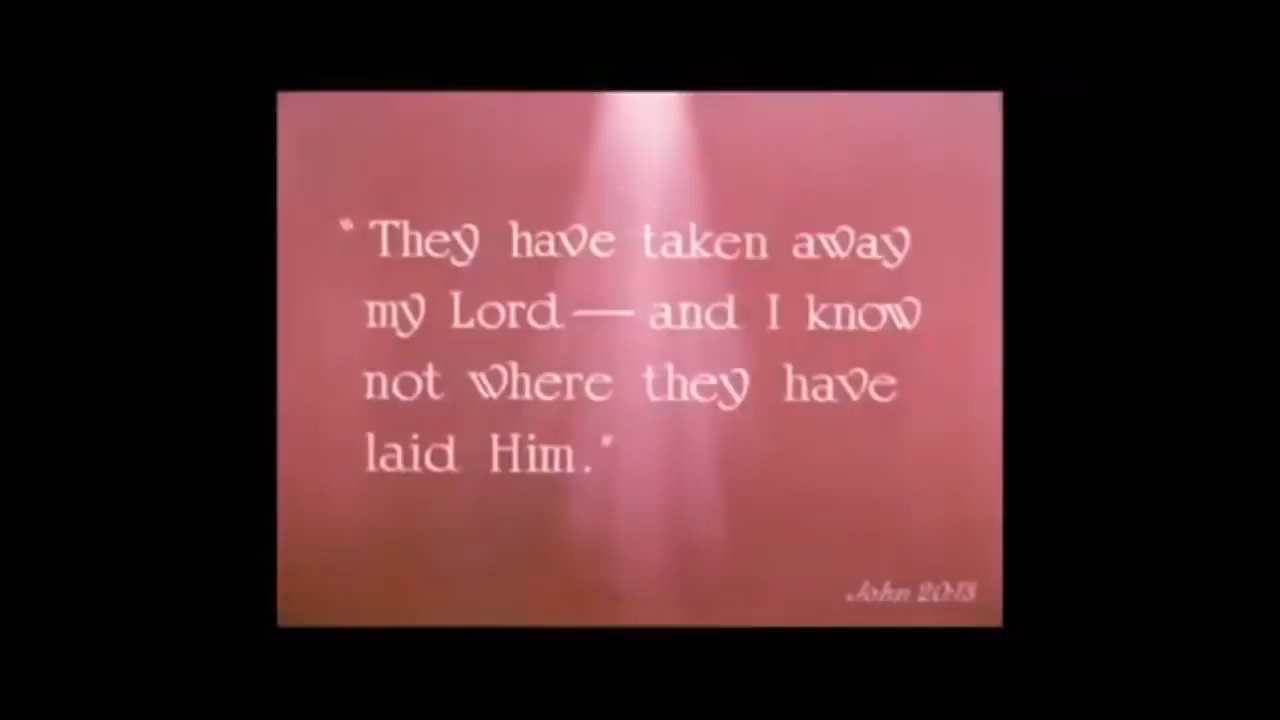 "They have taken away
my Lord — and I know
not where they have
laid Him."
John 20:13